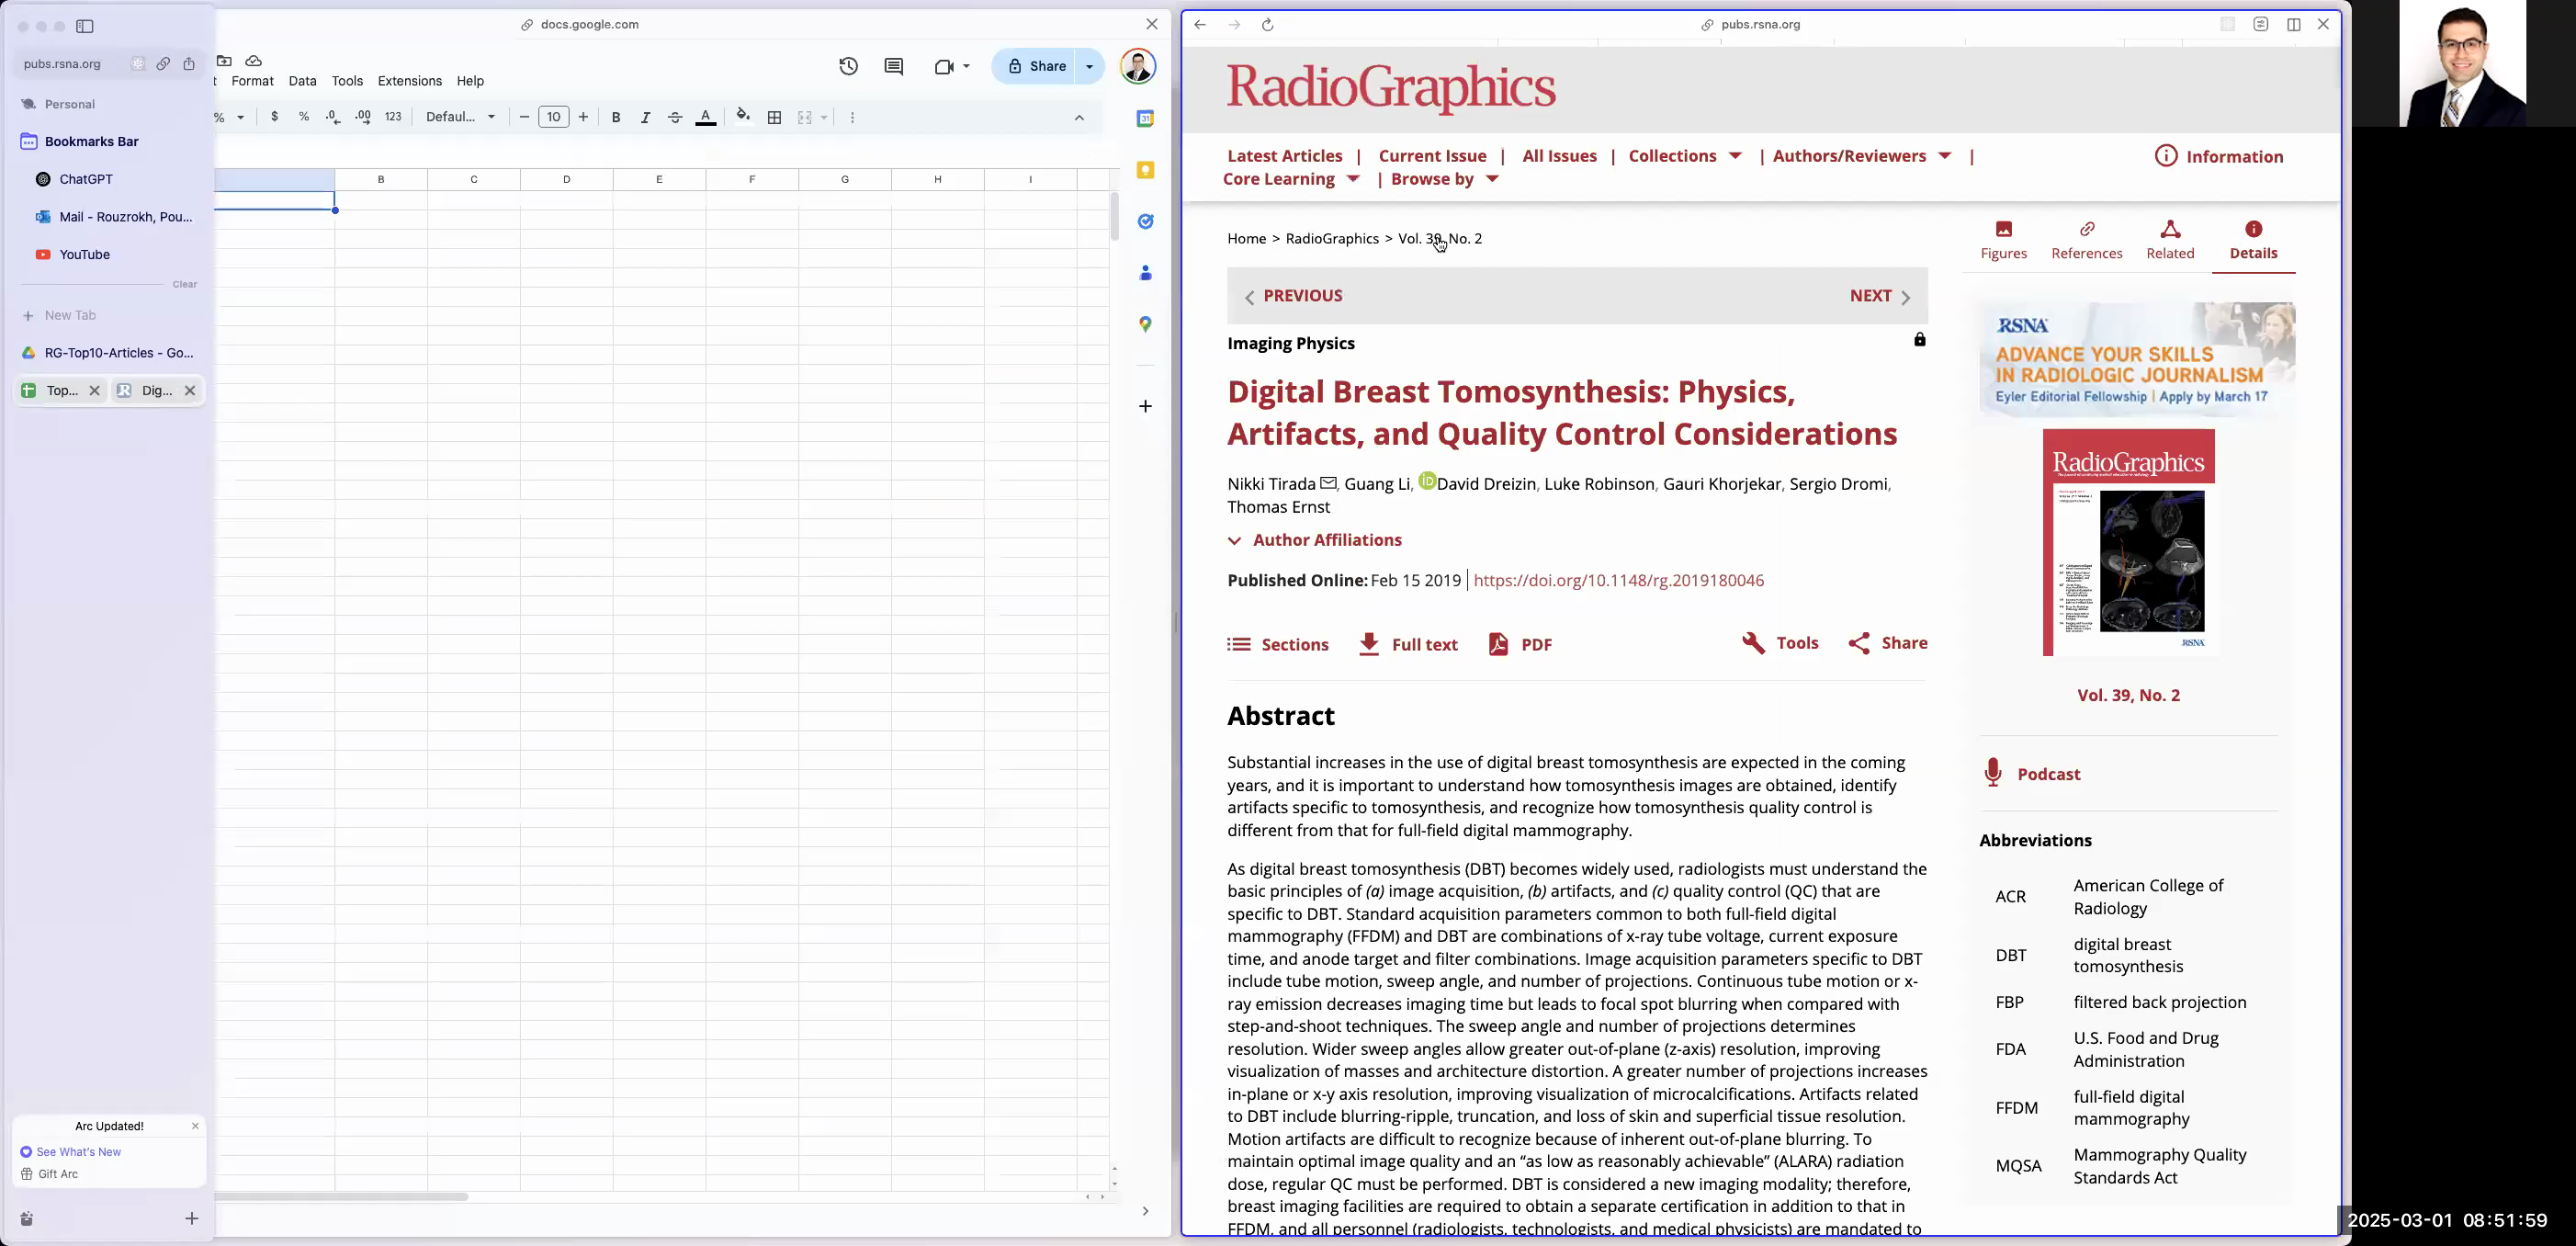 docs.google.com
pubs.rsna.org
Format Data Tools Extensions Help
Share
% $ % .0 .00 123 Defaul... 10 B I A
A B C D E F G H I
pubs.rsna.org
Personal
Bookmarks Bar
ChatGPT
Mail - Rouzrokh, Pou...
YouTube
Clear
New Tab
RG-Top10-Articles - Go...
Top... Dig...
Arc Updated!
See What's New
Gift Arc
RadioGraphics
Latest Articles | Current Issue | All Issues | Collections | Authors/Reviewers |
Core Learning | Browse by
Information
Home > RadioGraphics > Vol. 39, No. 2
PREVIOUS NEXT
Imaging Physics
Digital Breast Tomosynthesis: Physics,
Artifacts, and Quality Control Considerations
Nikki Tirada, Guang Li, iD David Dreizin, Luke Robinson, Gauri Khorjekar, Sergio Dromi,
Thomas Ernst
Author Affiliations
Published Online: Feb 15 2019 | https://doi.org/10.1148/rg.2019180046
Sections Full text PDF Tools Share
Abstract
Substantial increases in the use of digital breast tomosynthesis are expected in the coming
years, and it is important to understand how tomosynthesis images are obtained, identify
artifacts specific to tomosynthesis, and recognize how tomosynthesis quality control is
different from that for full-field digital mammography.
As digital breast tomosynthesis (DBT) becomes widely used, radiologists must understand the
basic principles of (a) image acquisition, (b) artifacts, and (c) quality control (QC) that are
specific to DBT. Standard acquisition parameters common to both full-field digital
mammography (FFDM) and DBT are combinations of x-ray tube voltage, current exposure
time, and anode target and filter combinations. Image acquisition parameters specific to DBT
include tube motion, sweep angle, and number of projections. Continuous tube motion or x-
ray emission decreases imaging time but leads to focal spot blurring when compared with
step-and-shoot techniques. The sweep angle and number of projections determines
resolution. Wider sweep angles allow greater out-of-plane (z-axis) resolution, improving
visualization of masses and architecture distortion. A greater number of projections increases
in-plane or x-y axis resolution, improving visualization of microcalcifications. Artifacts related
to DBT include blurring-ripple, truncation, and loss of skin and superficial tissue resolution.
Motion artifacts are difficult to recognize because of inherent out-of-plane blurring. To
maintain optimal image quality and an “as low as reasonably achievable” (ALARA) radiation
dose, regular QC must be performed. DBT is considered a new imaging modality; therefore,
breast imaging facilities are required to obtain a separate certification in addition to that in
FFDM, and all personnel (radiologists, technologists, and medical physicists) are mandated to
Figures References Related Details
RSNA
ADVANCE YOUR SKILLS
IN RADIOLOGIC JOURNALISM
Eyler Editorial Fellowship | Apply by March 17
RadioGraphics
RSNA
Vol. 39, No. 2
Podcast
Abbreviations
ACR American College of
Radiology
DBT digital breast
tomosynthesis
FBP filtered back projection
FDA U.S. Food and Drug
Administration
FFDM full-field digital
mammography
MQSA Mammography Quality
Standards Act
2025-03-01 08:51:59